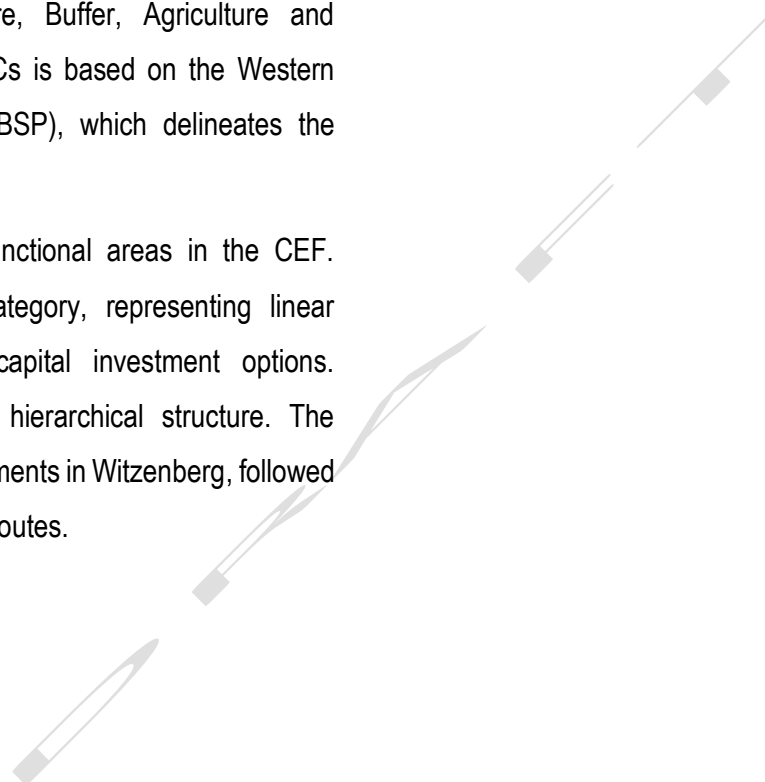 re, Buffer, Agriculture and
Cs is based on the Western
BSP), which delineates the
nctional areas in the CEF.
ategory, representing linear
capital investment options.
hierarchical structure. The
ments in Witzenberg, followed
outes.